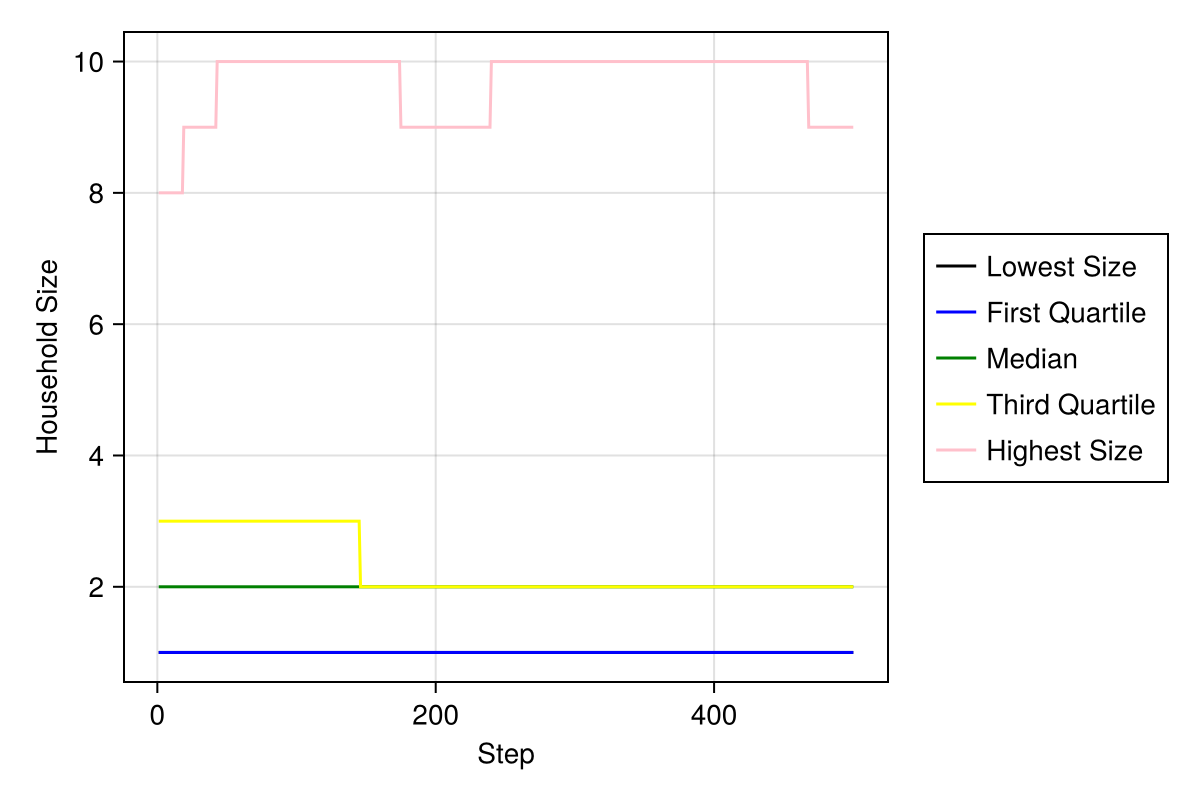 10
8
6
4
2
Household Size
0 200 400
Step
Lowest Size
First Quartile
Median
Third Quartile
Highest Size